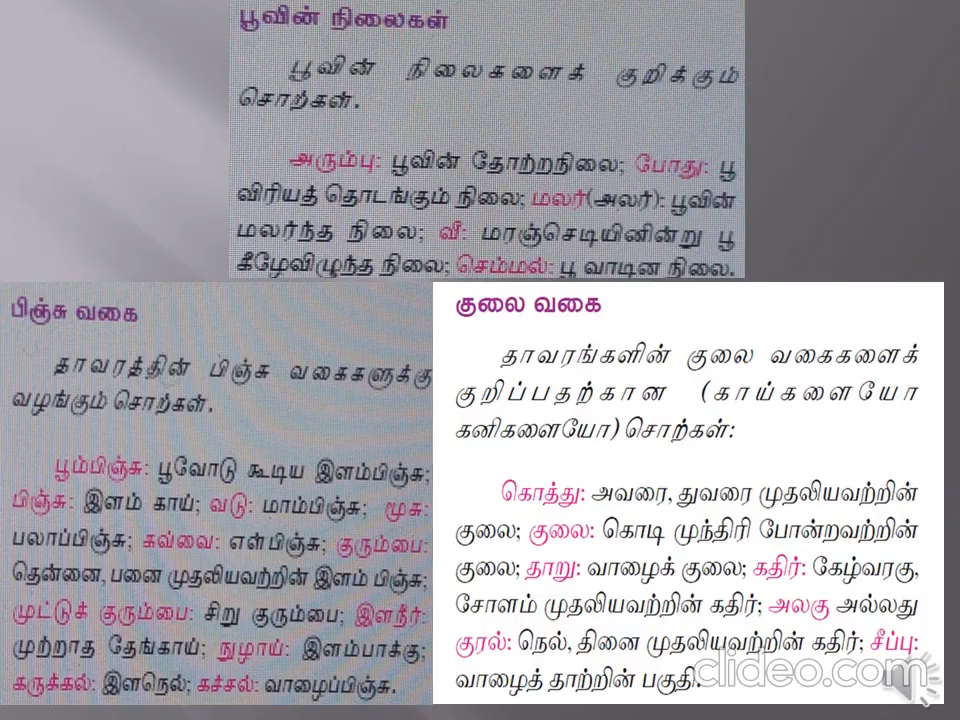 பூவின் நிலைகள்
பூவின் நிலைகளைக் குறிக்கும்
சொற்கள்.
அரும்பு: பூவின் தோற்றநிலை; போது: பூ
விரியத் தொடங்கும் நிலை; மலர்(அலர்): பூவின்
மலர்ந்த நிலை; வீ: மரஞ்செடியினின்று பூ
கீழேவிழுந்த நிலை; செம்மல்: பூ வாடின நிலை.
பிஞ்சு வகை
தாவரத்தின் பிஞ்சு வகைகளுக்கு
வழங்கும் சொற்கள்.
பூம்பிஞ்சு: பூவோடு கூடிய இளம்பிஞ்சு;
பிஞ்சு: இளம் காய்; வடு: மாம்பிஞ்சு; மூசு:
பலாப்பிஞ்சு; கவ்வை: எள்பிஞ்சு; குரும்பை:
தென்னை, பனை முதலியவற்றின் இளம் பிஞ்சு;
முட்டுக் குரும்பை: சிறு குரும்பை; இளநீர்:
முற்றாத தேங்காய்; நுழாய்: இளம்பாக்கு;
கருக்கல்: இளநெல்; கச்சல்: வாழைப்பிஞ்சு.
குலை வகை
தாவரங்களின் குலை வகைகளைக்
குறிப்பதற்கான (காய்களையோ
கனிகளையோ) சொற்கள்:
கொத்து: அவரை, துவரை முதலியவற்றின்
குலை; குலை: கொடி முந்திரி போன்றவற்றின்
குலை; தாறு: வாழைக் குலை; கதிர்: கேழ்வரகு,
சோளம் முதலியவற்றின் கதிர்; அலகு அல்லது
குரல்: நெல், தினை முதலியவற்றின் கதிர்; சீப்பு:
வாழைத் தாற்றின் பகுதி.
clideo.com